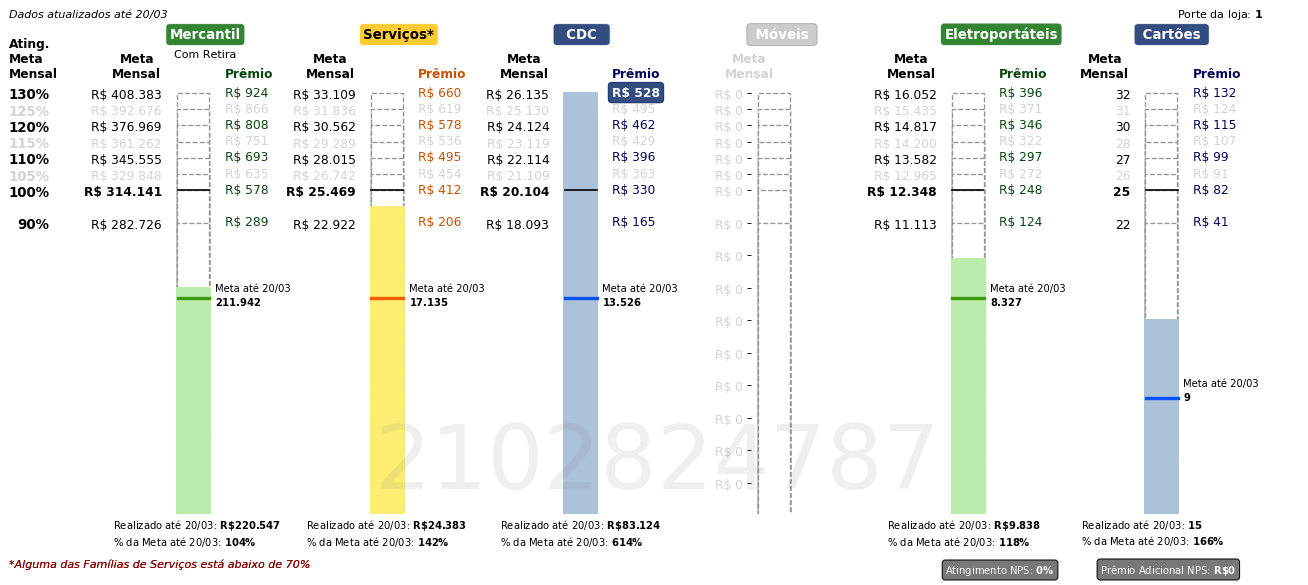 Dados atualizados até 20/03
Porte da loja: 1
Mercantil Serviços* CDC Móveis Eletroportáteis Cartões
Ating. Meta Mensal
Com Retira
Meta Mensal Prêmio Meta Mensal Prêmio Meta Mensal Prêmio Meta Mensal Meta Mensal Prêmio Meta Mensal Prêmio
130% R$ 408.383 R$ 924 R$ 33.109 R$ 660 R$ 26.135 R$ 528 R$ 0 R$ 16.052 R$ 396 32 R$ 132
125% R$ 392.676 R$ 866 R$ 31.836 R$ 619 R$ 25.130 R$ 495 R$ 0 R$ 15.435 R$ 371 31 R$ 124
120% R$ 376.969 R$ 808 R$ 30.562 R$ 578 R$ 24.124 R$ 462 R$ 0 R$ 14.817 R$ 346 30 R$ 115
115% R$ 361.262 R$ 751 R$ 29.289 R$ 536 R$ 23.119 R$ 429 R$ 0 R$ 14.200 R$ 322 28 R$ 107
110% R$ 345.555 R$ 693 R$ 28.015 R$ 495 R$ 22.114 R$ 396 R$ 0 R$ 13.582 R$ 297 27 R$ 99
105% R$ 329.848 R$ 635 R$ 26.742 R$ 454 R$ 21.109 R$ 363 R$ 0 R$ 12.965 R$ 272 26 R$ 91
100% R$ 314.141 R$ 578 R$ 25.469 R$ 412 R$ 20.104 R$ 330 R$ 0 R$ 12.348 R$ 248 25 R$ 82
90% R$ 282.726 R$ 289 R$ 22.922 R$ 206 R$ 18.093 R$ 165 R$ 0 R$ 11.113 R$ 124 22 R$ 41
R$ 0
R$ 0
Meta até 20/03 Meta até 20/03 Meta até 20/03 Meta até 20/03
211.942 17.135 13.526 8.327
R$ 0
R$ 0
R$ 0
Meta até 20/03
9
R$ 0
R$ 0
R$ 0
2102824787
Realizado até 20/03: R$220.547 Realizado até 20/03: R$24.383 Realizado até 20/03: R$83.124 Realizado até 20/03: R$9.838 Realizado até 20/03: 15
% da Meta até 20/03: 104% % da Meta até 20/03: 142% % da Meta até 20/03: 614% % da Meta até 20/03: 118% % da Meta até 20/03: 166%
*Alguma das Famílias de Serviços está abaixo de 70%
Atingimento NPS: 0% Prêmio Adicional NPS: R$0